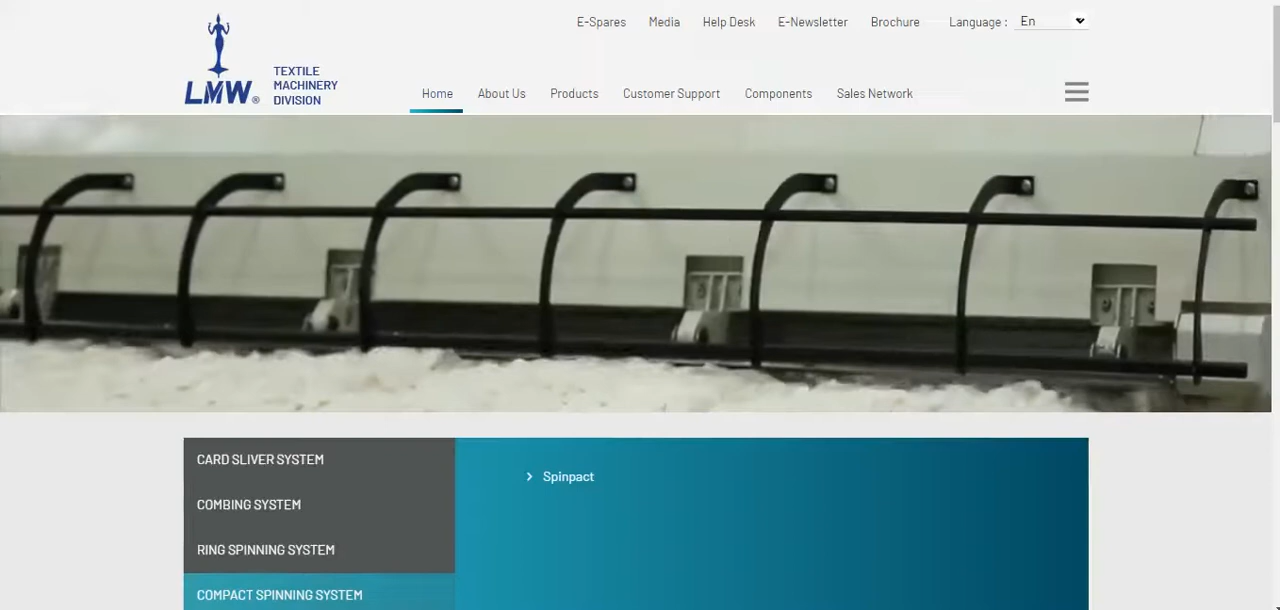 E-Spares Media Help Desk E-Newsletter Brochure Language : En
LMW®
TEXTILE
MACHINERY
DIVISION
Home About Us Products Customer Support Components Sales Network
CARD SLIVER SYSTEM
COMBING SYSTEM
RING SPINNING SYSTEM
COMPACT SPINNING SYSTEM
Spinpact